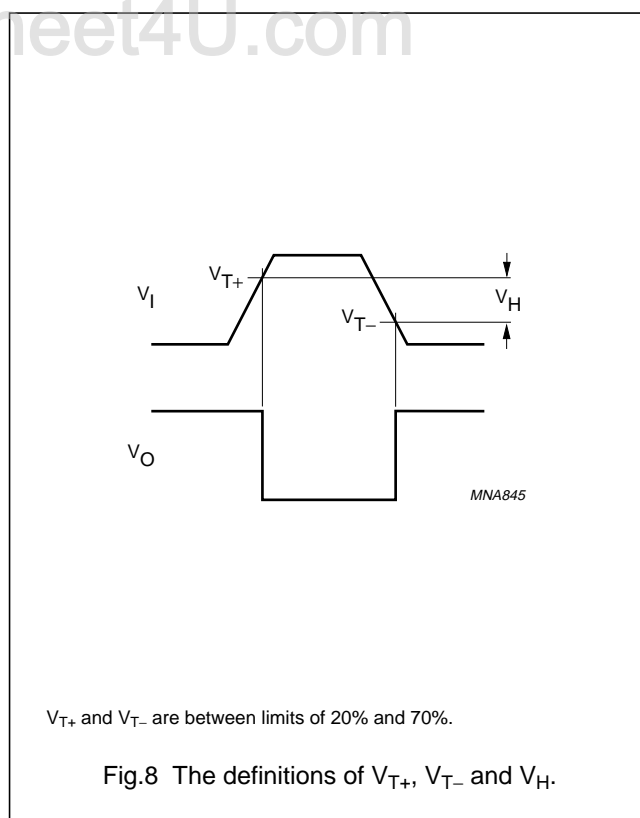 neet4U.com
VT+
VI
VH
VT−
VO
MNA845
VT+ and VT− are between limits of 20% and 70%.
Fig.8 The definitions of VT+, VT− and VH.